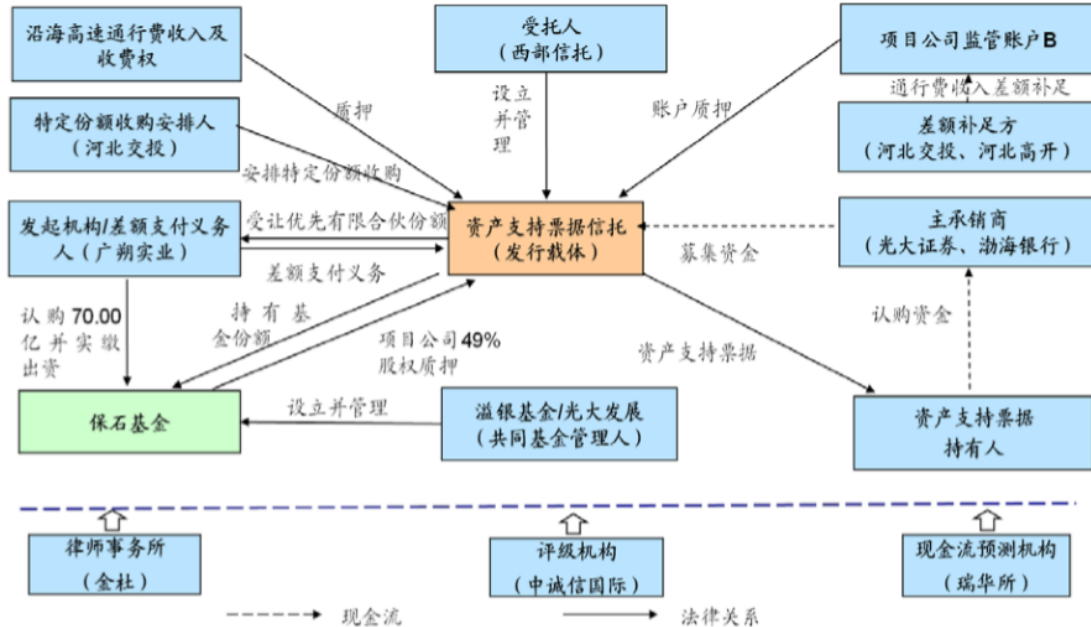 沿海高速通行费收入及
收费权
受托人
(西部信托)
项目公司监管账户B
质押
设立
并管
理
账户质押
通行费收入差额补足
特定份额收购安排人
(河北交投)
差额补足方
(河北交投、河北高开)
安排特定份额收购
发起机构/差额支付义务
人(广朔实业)
受让优先有限合伙份额
资产支持票据信托
(发行载体)
募集资金
主承销商
(光大证券、渤海银行)
差额支付义务
认购70.00
亿并实缴
出资
持有基
金份额
项目公司49%
股权质押
资产支持票据
认购资金
保石基金
设立并管理
溢银基金/光大发展
(共同基金管理人)
资产支持票据
持有人
律师事务所
(金杜)
评级机构
(中诚信国际)
现金流预测机构
(瑞华所)
现金流
法律关系